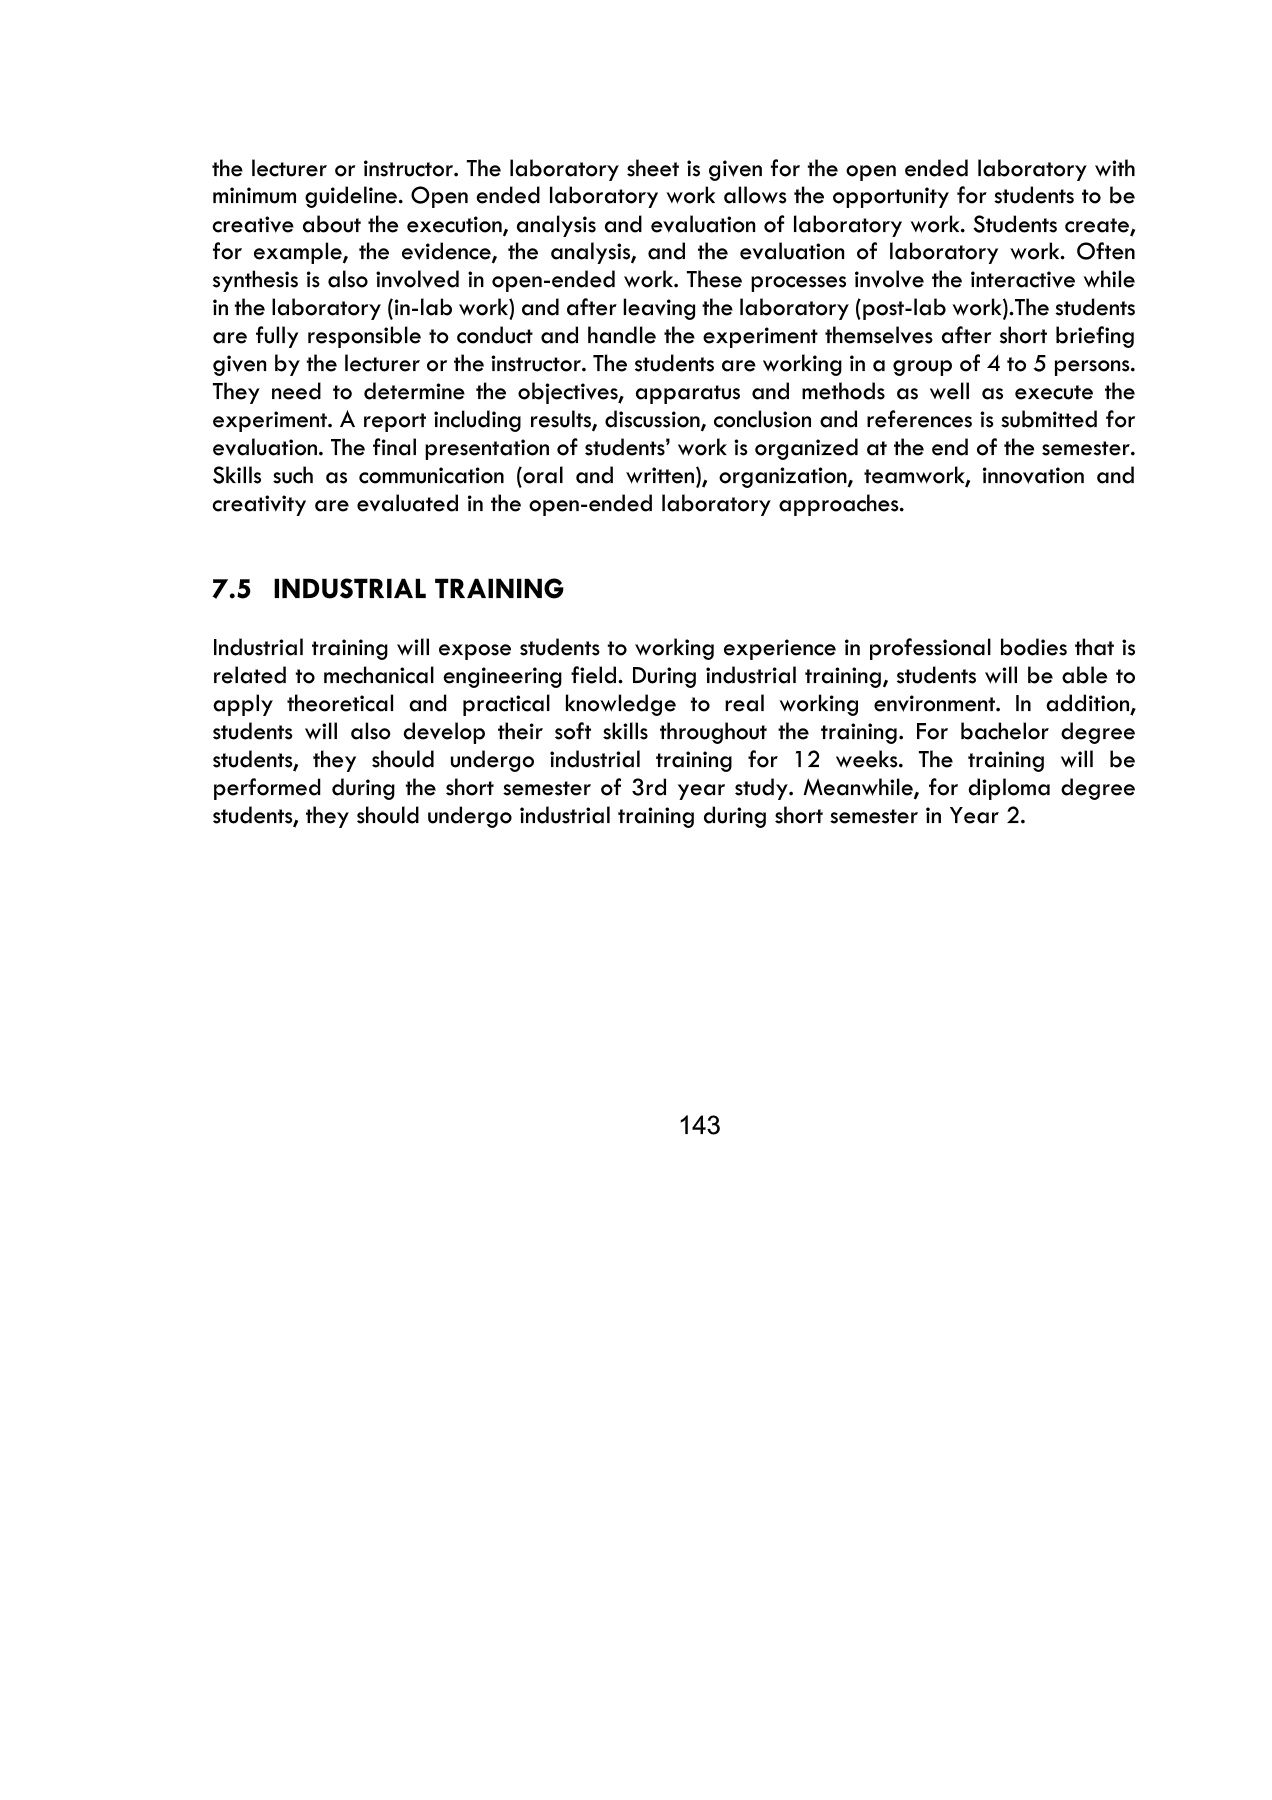 the lecturer or instructor. The laboratory sheet is given for the open ended laboratory with
minimum guideline. Open ended laboratory work allows the opportunity for students to be
creative about the execution, analysis and evaluation of laboratory work. Students create,
for example, the evidence, the analysis, and the evaluation of laboratory work. Often
synthesis is also involved in open-ended work. These processes involve the interactive while
in the laboratory (in-lab work) and after leaving the laboratory (post-lab work).The students
are fully responsible to conduct and handle the experiment themselves after short briefing
given by the lecturer or the instructor. The students are working in a group of 4 to 5 persons.
They need to determine the objectives, apparatus and methods as well as execute the
experiment. A report including results, discussion, conclusion and references is submitted for
evaluation. The final presentation of students’ work is organized at the end of the semester.
Skills such as communication (oral and written), organization, teamwork, innovation and
creativity are evaluated in the open-ended laboratory approaches.
7.5 INDUSTRIAL TRAINING
Industrial training will expose students to working experience in professional bodies that is
related to mechanical engineering field. During industrial training, students will be able to
apply theoretical and practical knowledge to real working environment. In addition,
students will also develop their soft skills throughout the training. For bachelor degree
students, they should undergo industrial training for 12 weeks. The training will be
performed during the short semester of 3rd year study. Meanwhile, for diploma degree
students, they should undergo industrial training during short semester in Year 2.
143